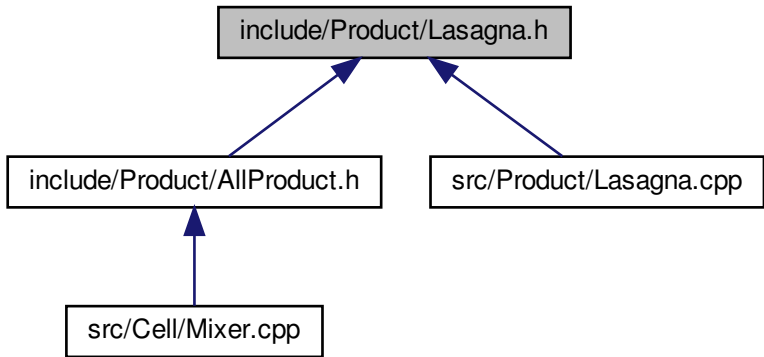 include/Product/Lasagna.h
include/Product/AllProduct.h
src/Product/Lasagna.cpp
src/Cell/Mixer.cpp